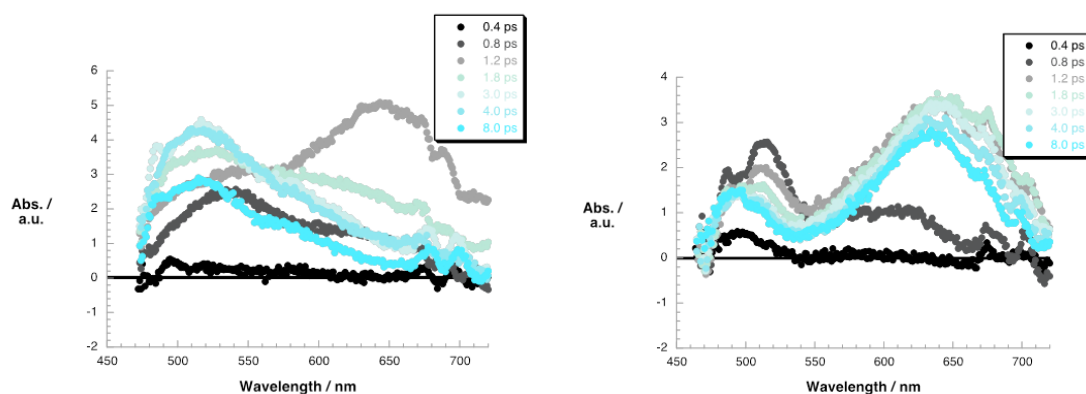 0.4 ps
0.8 ps
1.2 ps
1.8 ps
3.0 ps
4.0 ps
8.0 ps
6
5
4
3
2
1
0
-1
-2
Abs. /
a.u.
450 500 550 600 650 700
Wavelength / nm
0.4 ps
0.8 ps
1.2 ps
1.8 ps
3.0 ps
4.0 ps
8.0 ps
4
3
2
1
0
-1
-2
Abs. /
a.u.
450 500 550 600 650 700
Wavelength / nm